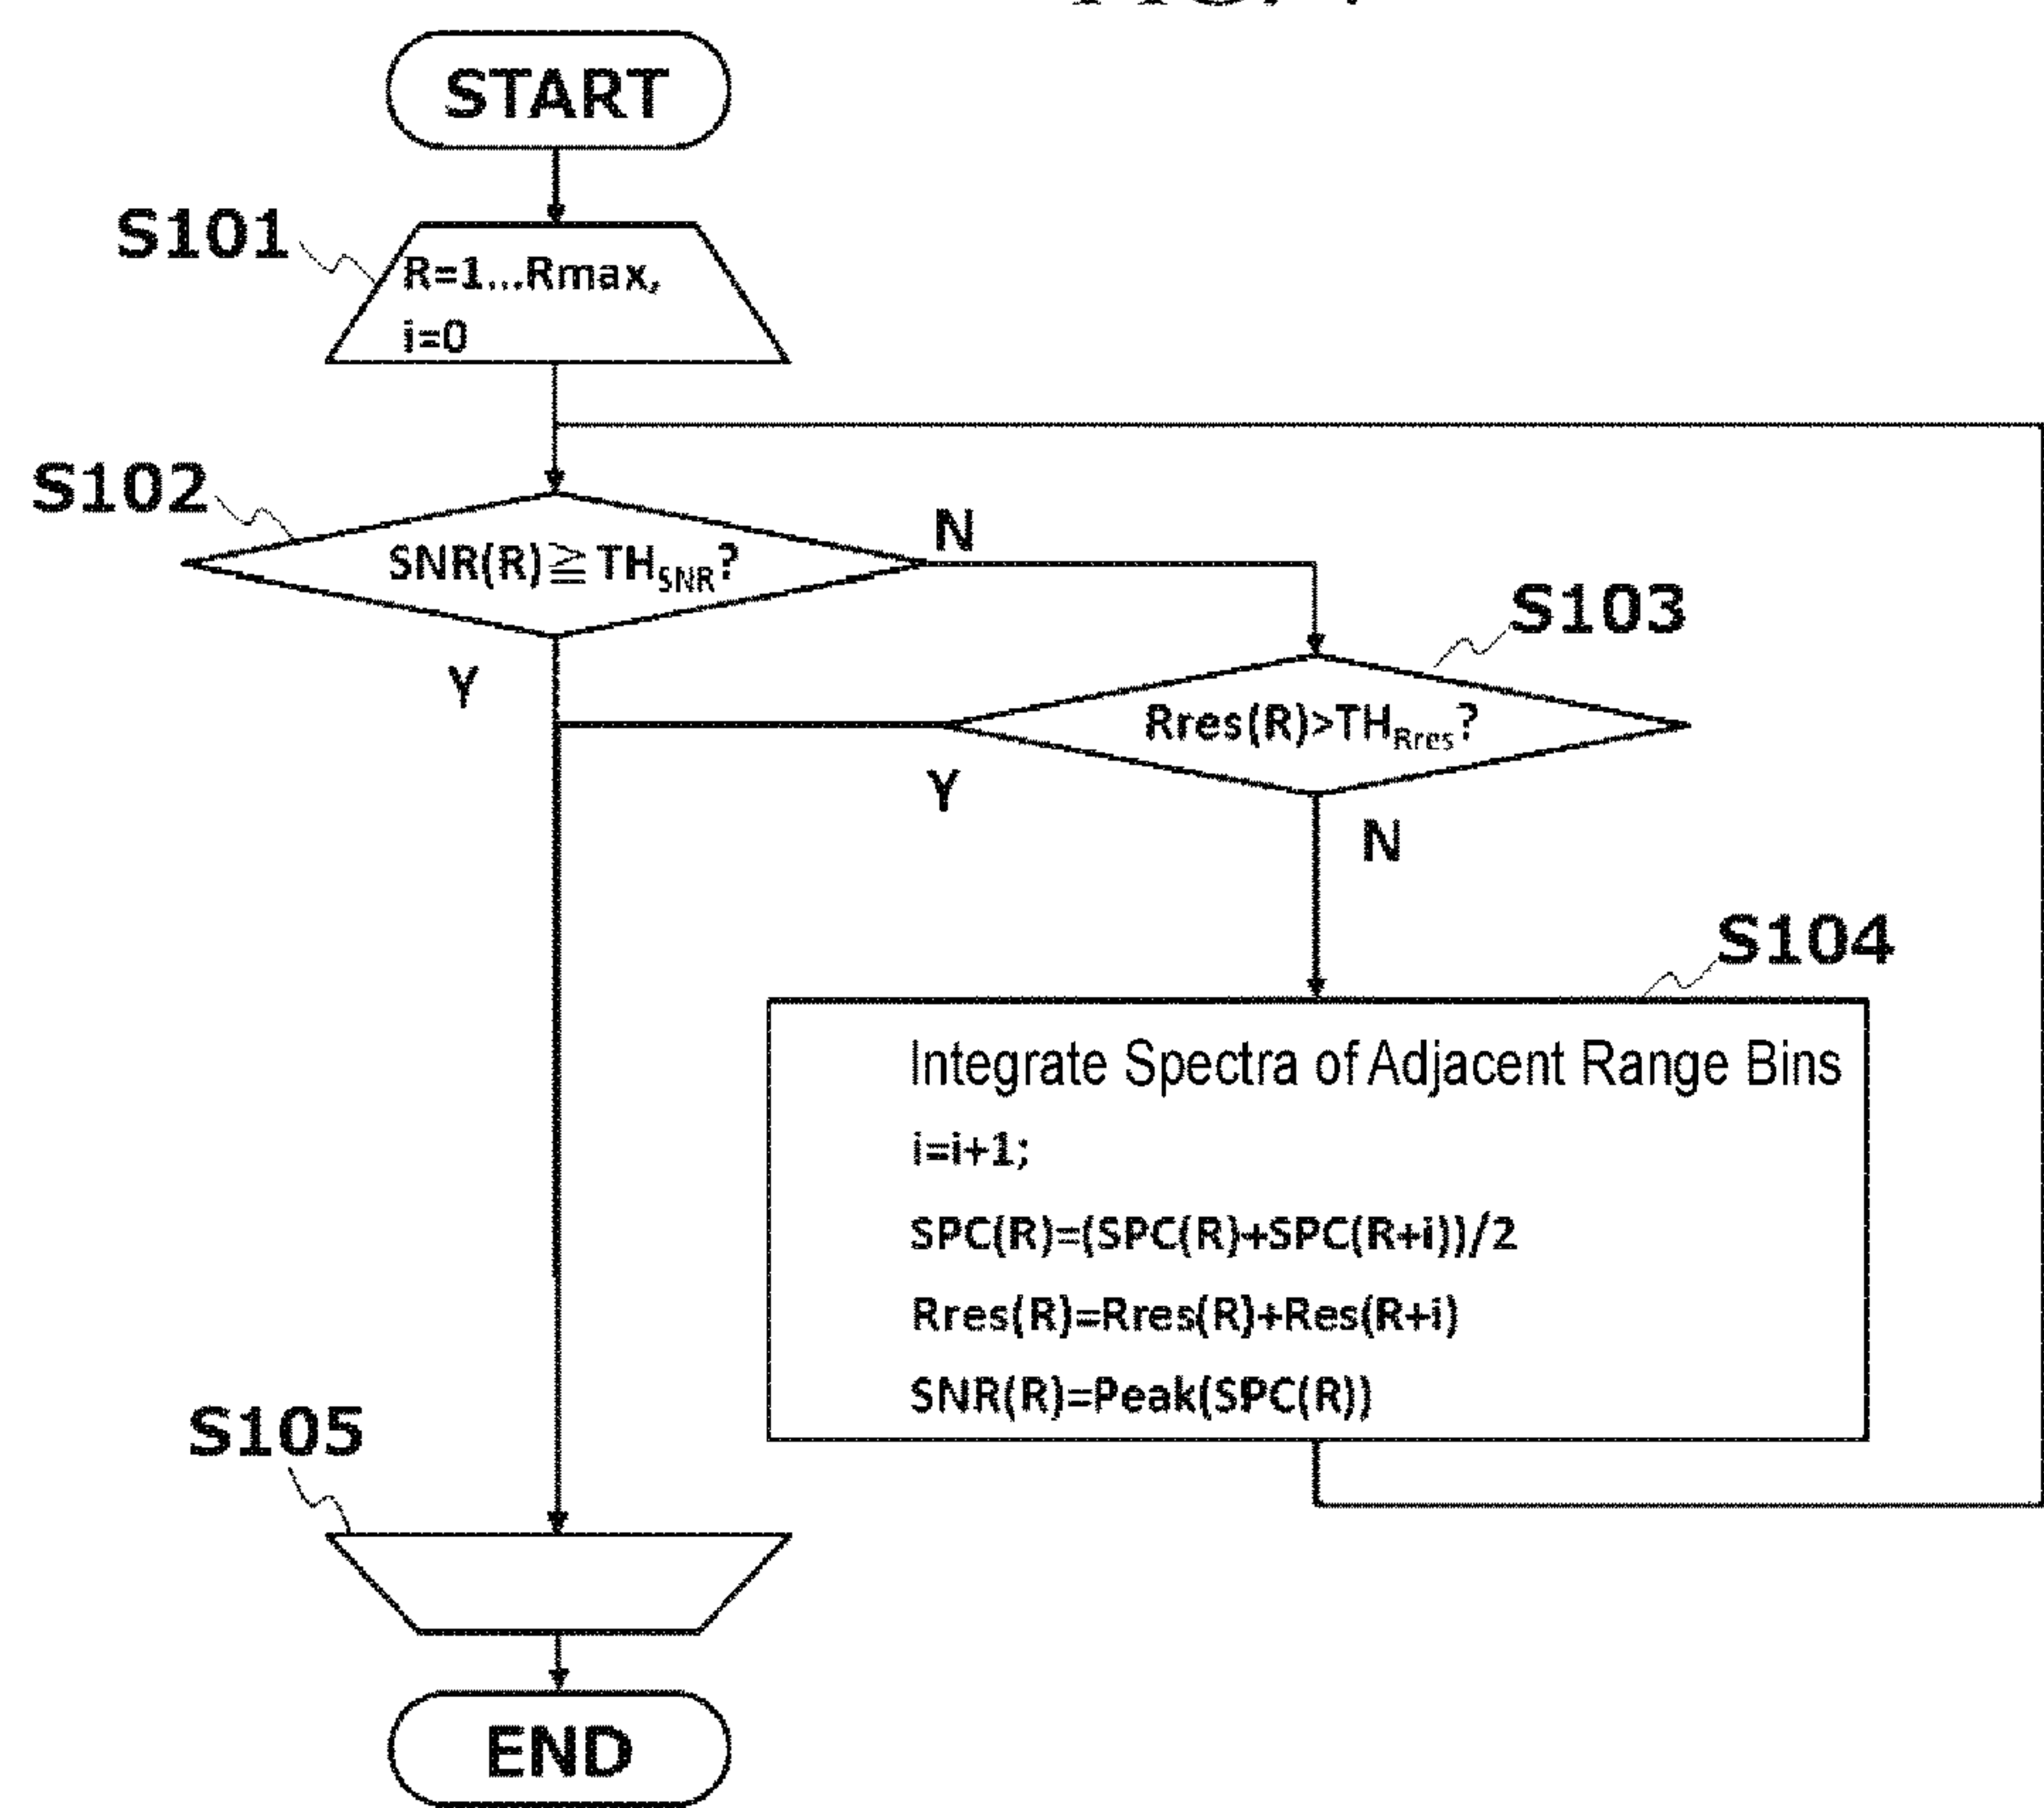 START
S101
R=1...Rmax,
i=0
S102
SNR(R)≧TH_SNR?
N
Y
S103
Rres(R)>TH_Rres?
Y
N
S104
Integrate Spectra of Adjacent Range Bins
i=i+1;
SPC(R)=(SPC(R)+SPC(R+i))/2
Rres(R)=Rres(R)+Res(R+i)
SNR(R)=Peak(SPC(R))
S105
END